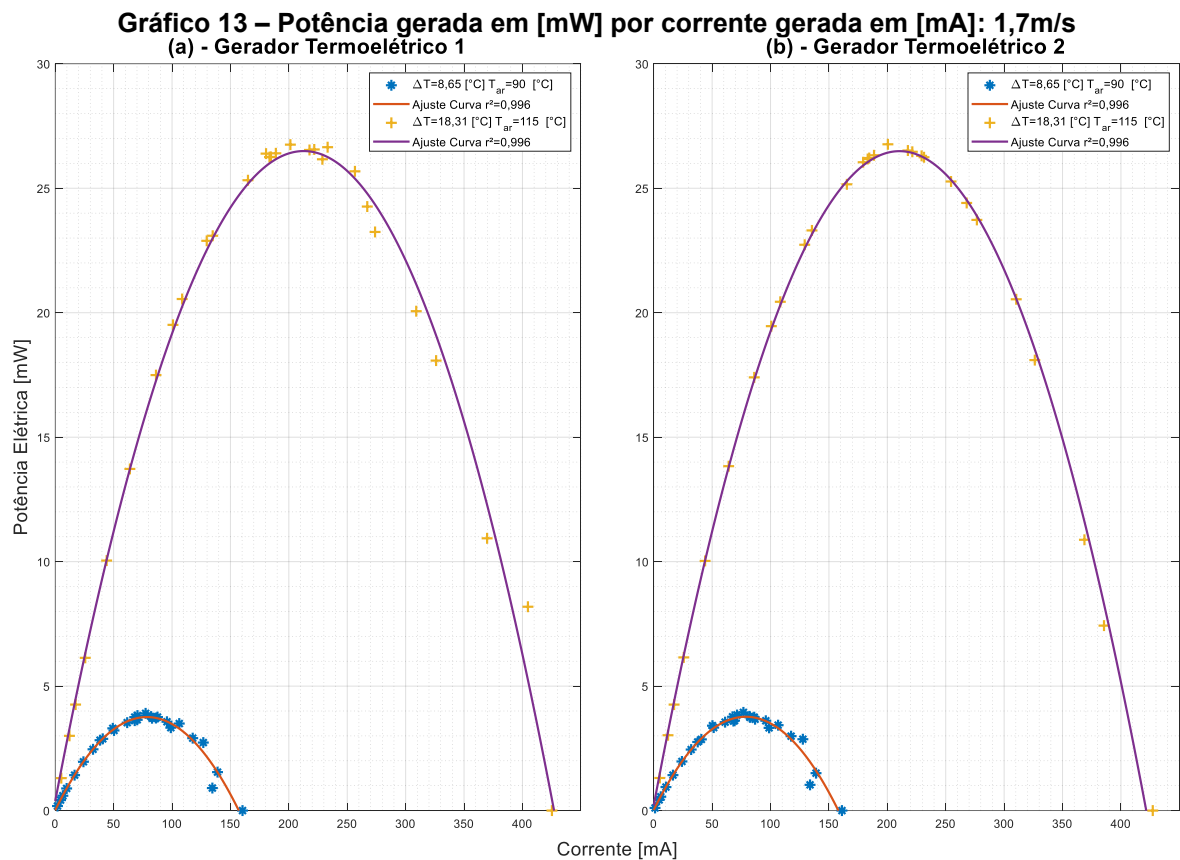 Gráfico 13 – Potência gerada em [mW] por corrente gerada em [mA]: 1,7m/s
(a) - Gerador Termoelétrico 1
(b) - Gerador Termoelétrico 2
ΔT=8,65 [°C] T_ar=90 [°C]
Ajuste Curva r²=0,996
ΔT=18,31 [°C] T_ar=115 [°C]
Ajuste Curva r²=0,996
ΔT=8,65 [°C] T_ar=90 [°C]
Ajuste Curva r²=0,996
ΔT=18,31 [°C] T_ar=115 [°C]
Ajuste Curva r²=0,996
Potência Elétrica [mW]
30
25
20
15
10
5
0
0 50 100 150 200 250 300 350 400
30
25
20
15
10
5
0
0 50 100 150 200 250 300 350 400
Corrente [mA]